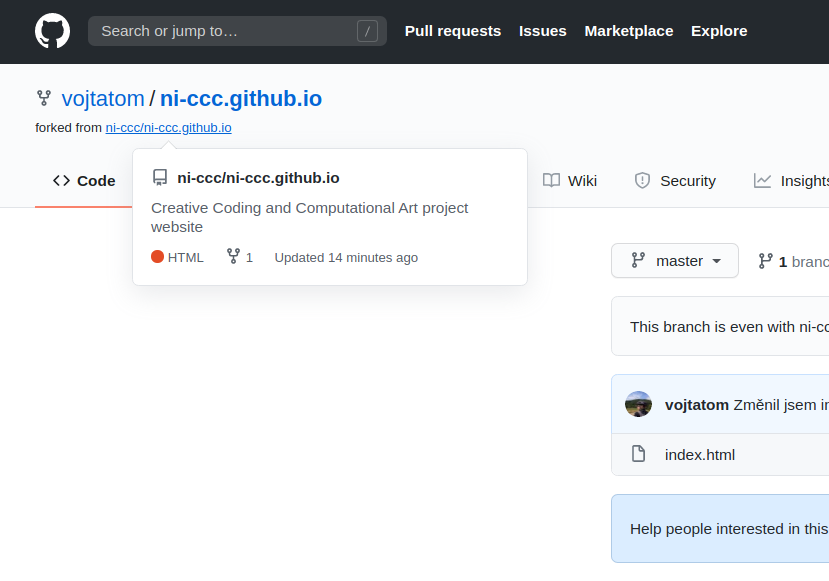 Search or jump to… /
Pull requests
Issues
Marketplace
Explore
vojtatom / ni-ccc.github.io
forked from ni-ccc/ni-ccc.github.io
Code
Wiki
Security
Insights
ni-ccc/ni-ccc.github.io
Creative Coding and Computational Art project
website
HTML
1
Updated 14 minutes ago
master
1 branc
This branch is even with ni-cc
vojtatom Změnil jsem
index.html
Help people interested in this